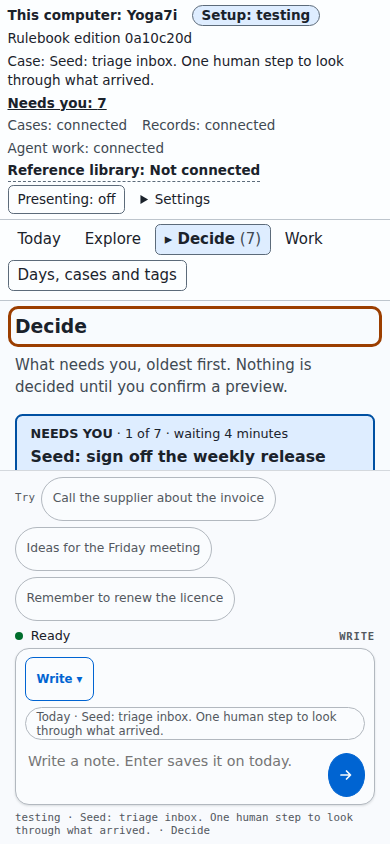 This computer: Yoga7i Setup: testing
Rulebook edition 0a10c20d
Case: Seed: triage inbox. One human step to look
through what arrived.
Needs you: 7
Cases: connected Records: connected
Agent work: connected
Reference library: Not connected
Presenting: off ▶ Settings
Today Explore ▸ Decide (7) Work
Days, cases and tags
Decide
What needs you, oldest first. Nothing is
decided until you confirm a preview.
NEEDS YOU · 1 of 7 · waiting 4 minutes
Seed: sign off the weekly release
Try Call the supplier about the invoice
Ideas for the Friday meeting
Remember to renew the licence
Ready WRITE
Write ▾
Today · Seed: triage inbox. One human step to look
through what arrived.
Write a note. Enter saves it on today.
testing · Seed: triage inbox. One human step to look
through what arrived. · Decide